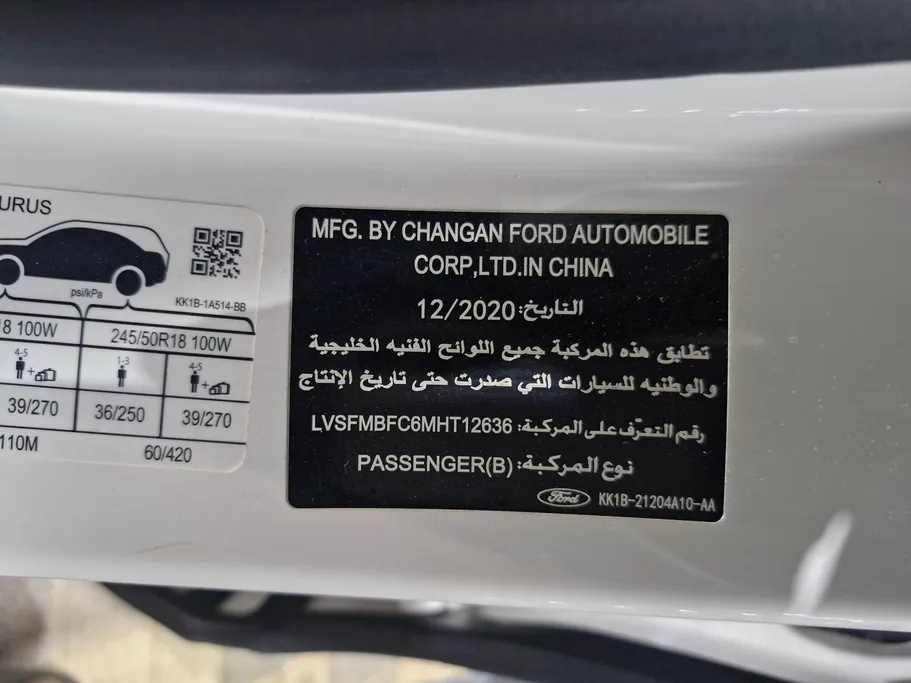 URUS
psi/kPa
KK1B-1A514-BB
18 100W
245/50R18 100W
4-5
1-3
4-5
+
+
39/270
36/250
39/270
110M
60/420
MFG. BY CHANGAN FORD AUTOMOBILE
CORP,LTD.IN CHINA
التاريخ: 12/2020
تطابق هذه المركبة جميع اللوائح الفنيه الخليجية
والوطنيه للسيارات التي صدرت حتى تاريخ الإنتاج
رقم التعرّف على المركبة: LVSFMBFC6MHT12636
نوع المركبة: PASSENGER(B)
Ford KK1B-21204A10-AA